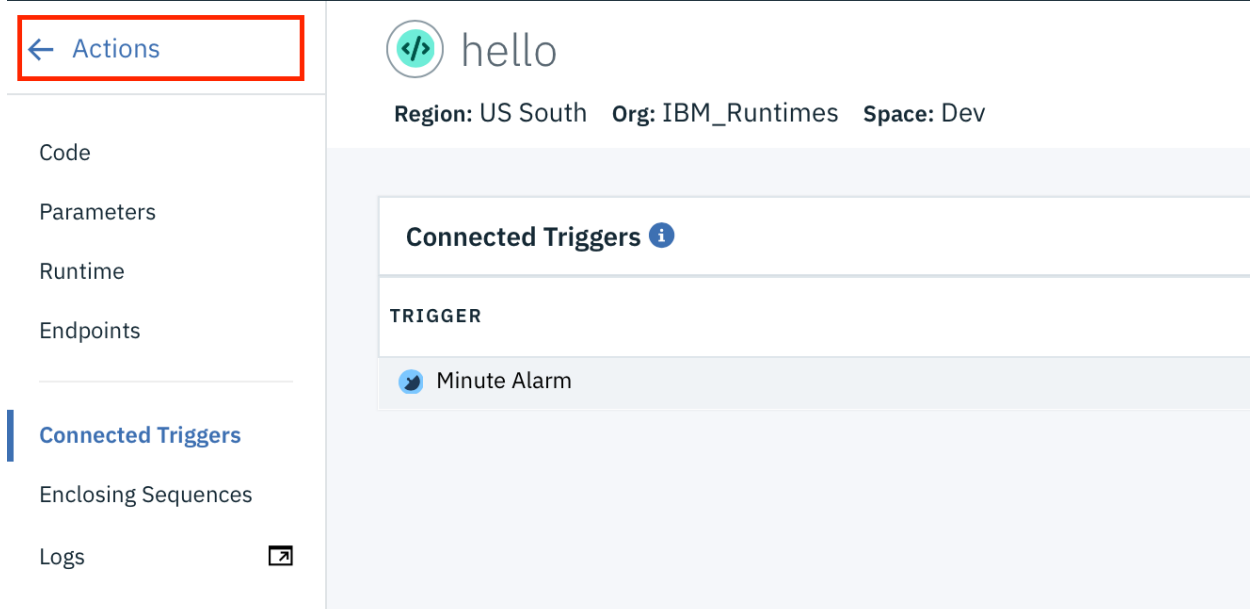 Actions
hello
Region: US South Org: IBM_Runtimes Space: Dev
Code
Parameters
Runtime
Endpoints
Connected Triggers
Enclosing Sequences
Logs
Connected Triggers
TRIGGER
Minute Alarm